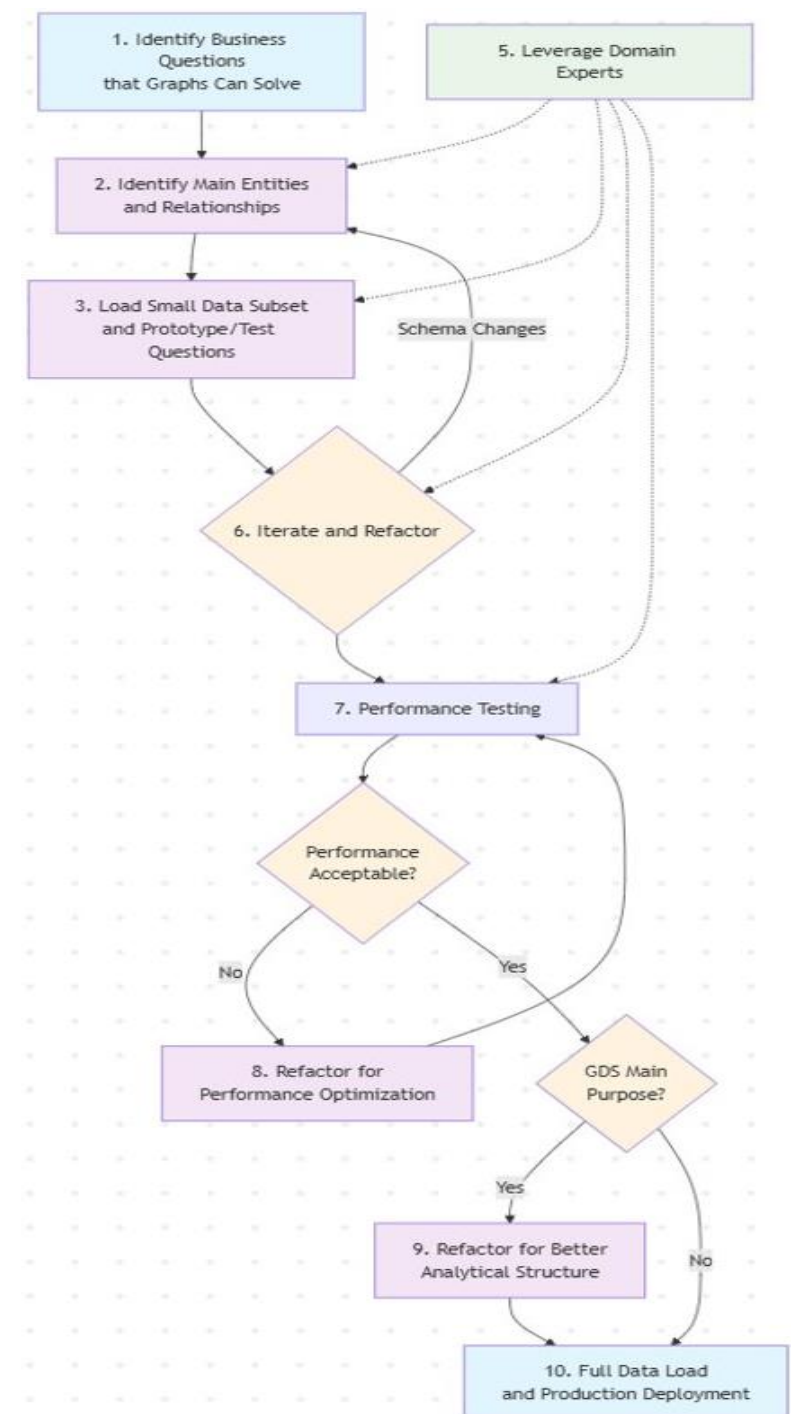 1. Identify Business
Questions
that Graphs Can Solve
5. Leverage Domain
Experts
2. Identify Main Entities
and Relationships
3. Load Small Data Subset
and Prototype/Test
Questions
Schema Changes
6. Iterate and Refactor
7. Performance Testing
Performance
Acceptable?
No
Yes
8. Refactor for
Performance Optimization
GDS Main
Purpose?
Yes
9. Refactor for Better
Analytical Structure
No
10. Full Data Load
and Production Deployment